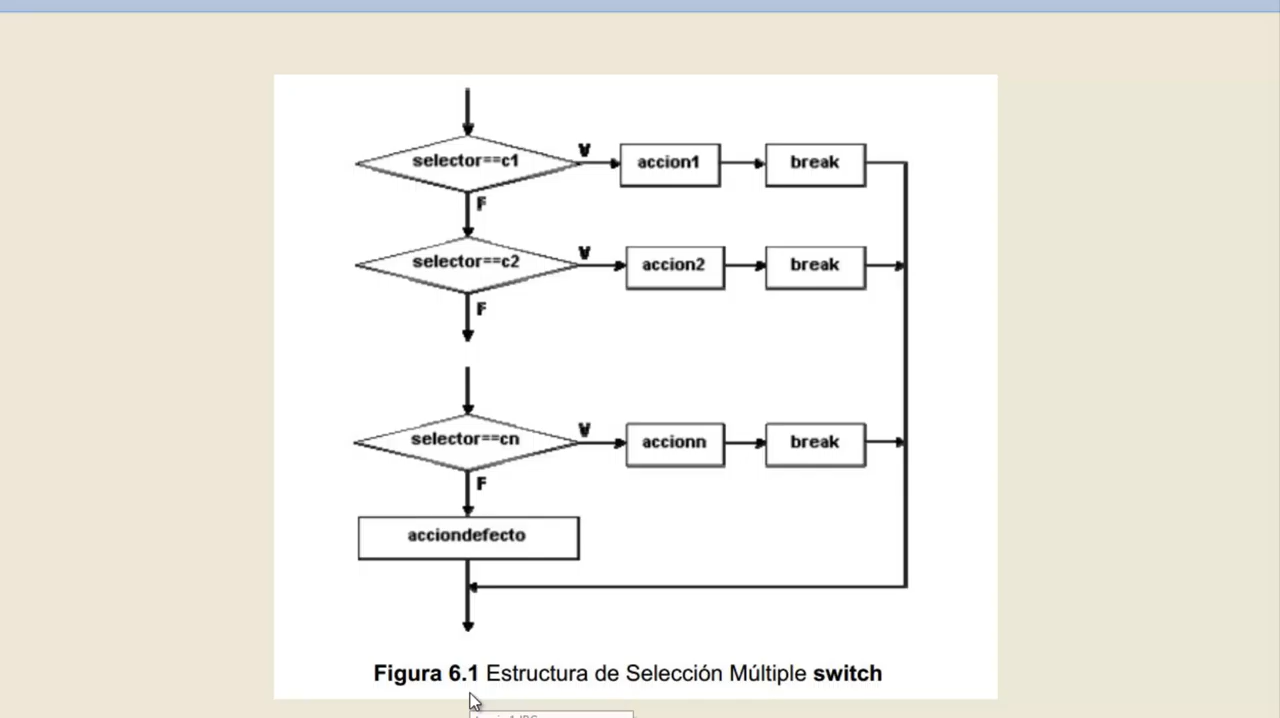 selector==c1
V
accion1
break
F
selector==c2
V
accion2
break
F
selector==cn
V
accionn
break
F
acciondefecto
Figura 6.1 Estructura de Selección Múltiple switch